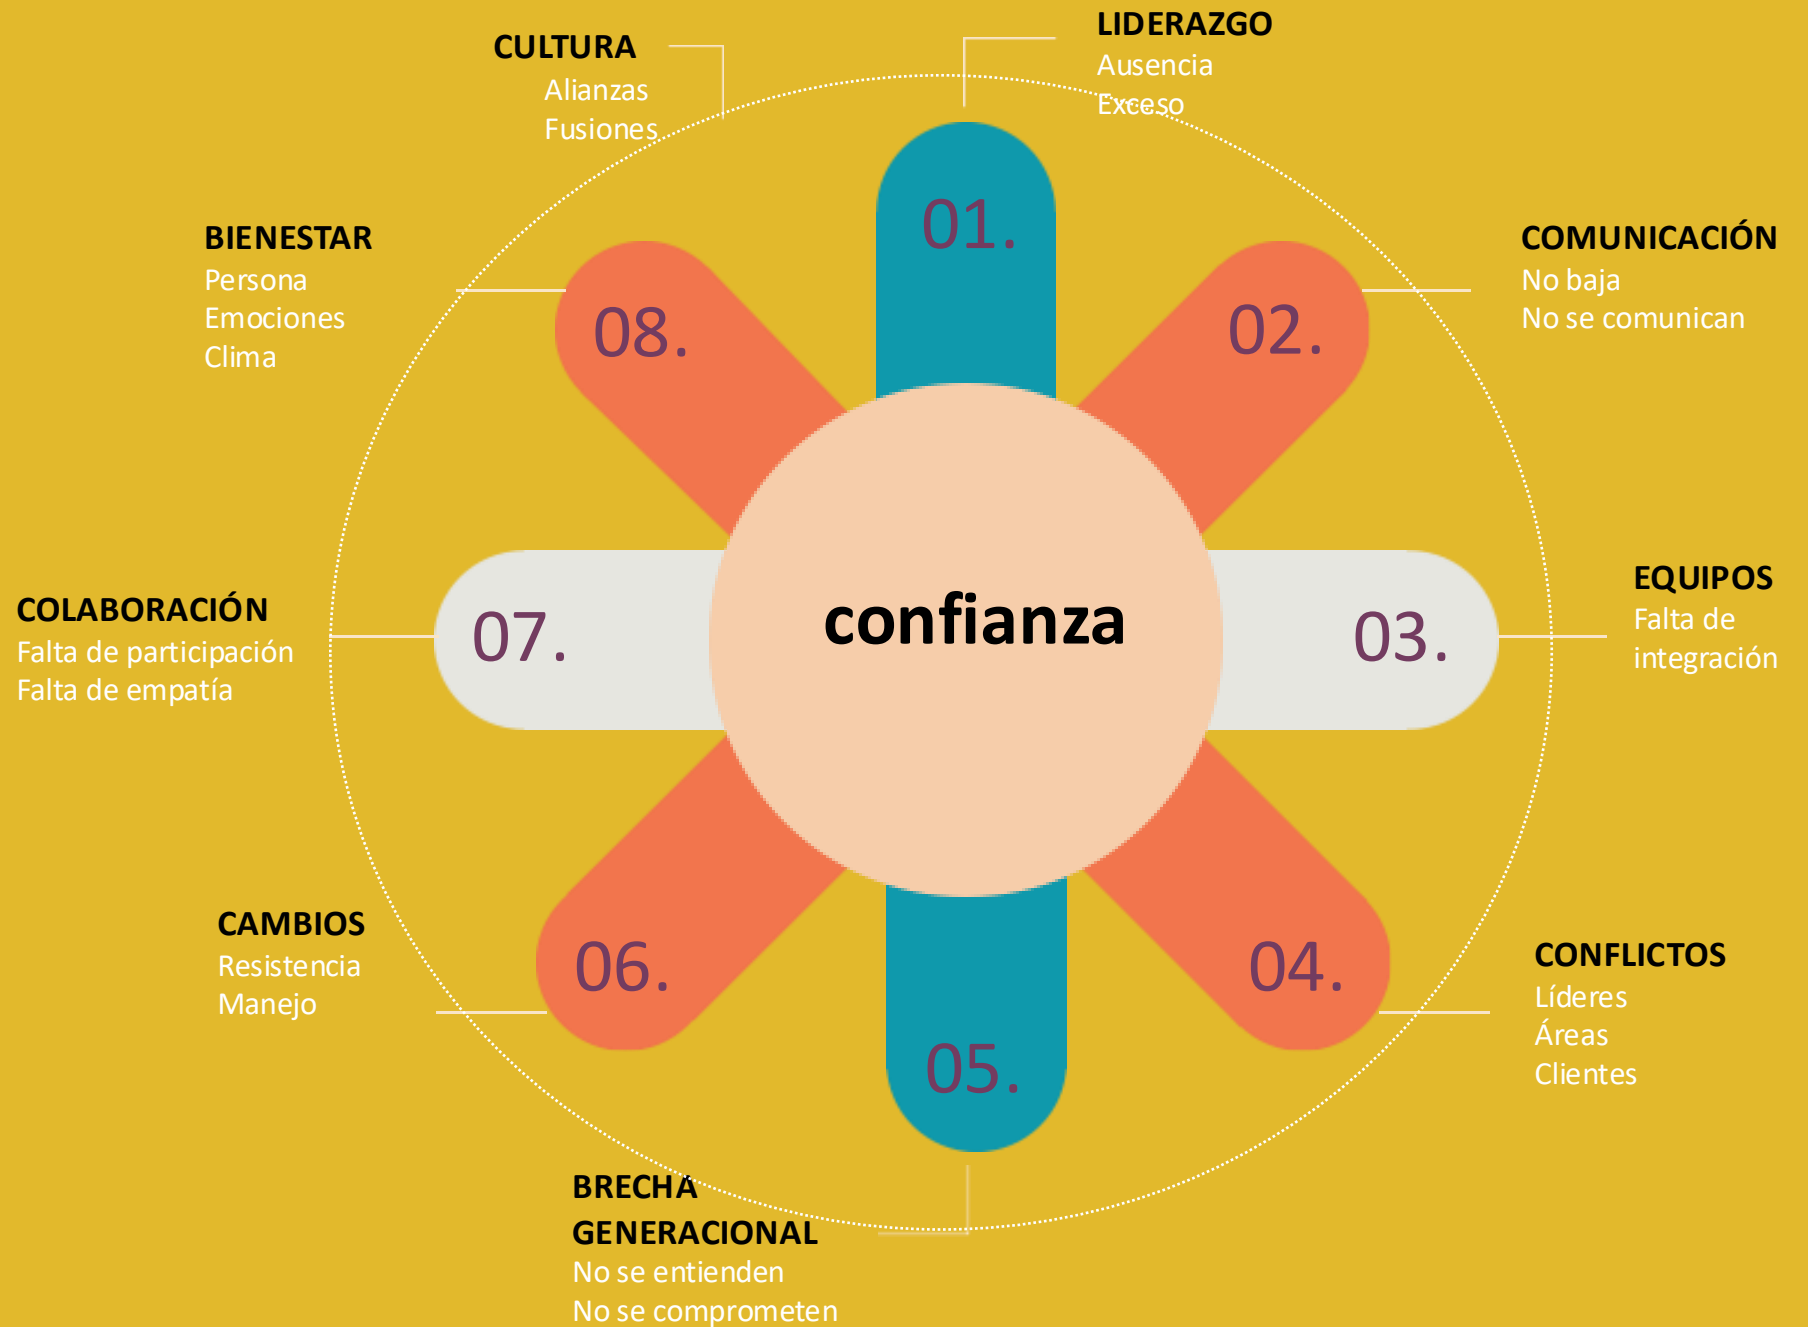 CULTURA
Alianzas
Fusiones
LIDERAZGO
Ausencia
Exceso
01.
COMUNICACIÓN
No baja
No se comunican
02.
EQUIPOS
Falta de
integración
03.
CONFLICTOS
Líderes
Áreas
Clientes
04.
BRECHA
GENERACIONAL
No se entienden
No se comprometen
05.
CAMBIOS
Resistencia
Manejo
06.
COLABORACIÓN
Falta de participación
Falta de empatía
07.
BIENESTAR
Persona
Emociones
Clima
08.
confianza